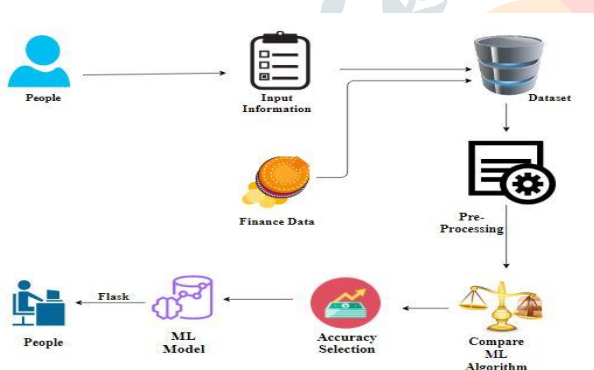 People
Input
Information
Dataset
Finance Data
Pre-
Processing
Flask
People
ML
Model
Accuracy
Selection
Compare
ML
Algorithm